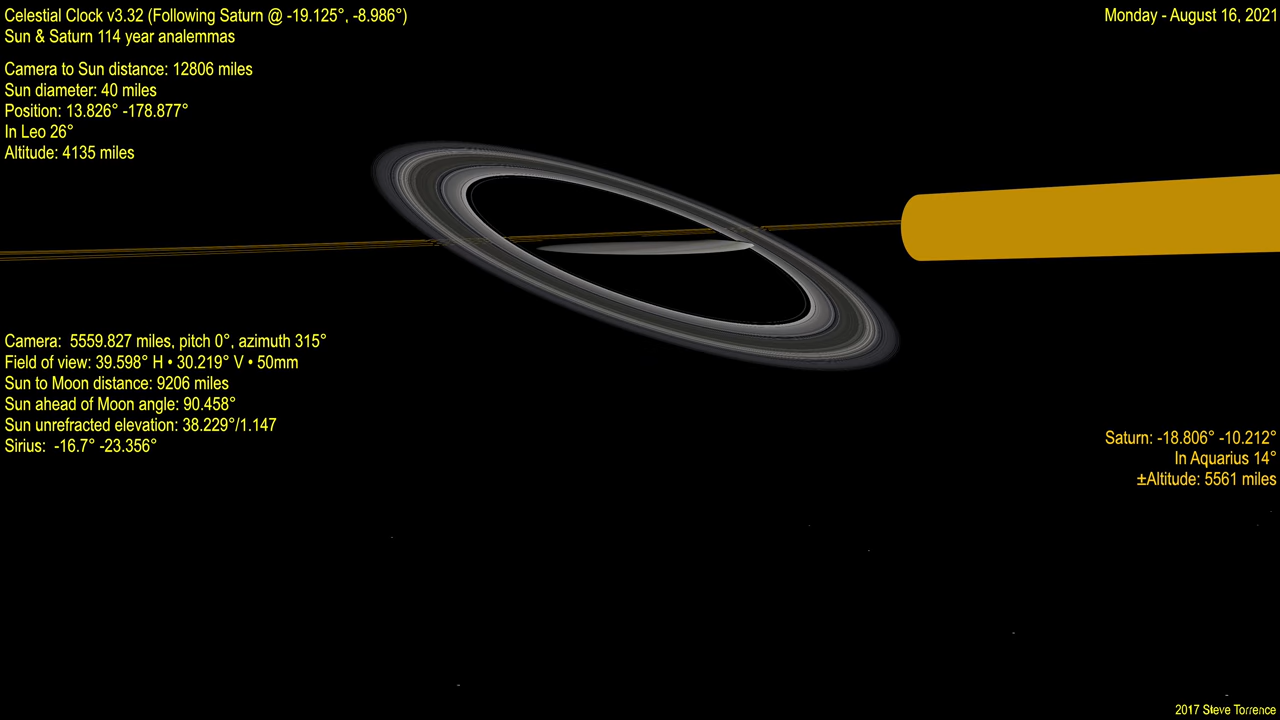 Celestial Clock v3.32 (Following Saturn @ -19.125°, -8.986°)
Monday - August 16, 2021
Sun & Saturn 114 year analemmas
Camera to Sun distance: 12806 miles
Sun diameter: 40 miles
Position: 13.826° -178.877°
In Leo 26°
Altitude: 4135 miles
Camera:  5559.827 miles, pitch 0°, azimuth 315°
Field of view: 39.598° H • 30.219° V • 50mm
Sun to Moon distance: 9206 miles
Sun ahead of Moon angle: 90.458°
Sun unrefracted elevation: 38.229°/1.147
Sirius:  -16.7° -23.356°
Saturn: -18.806° -10.212°
In Aquarius 14°
±Altitude: 5561 miles
2017 Steve Torrence